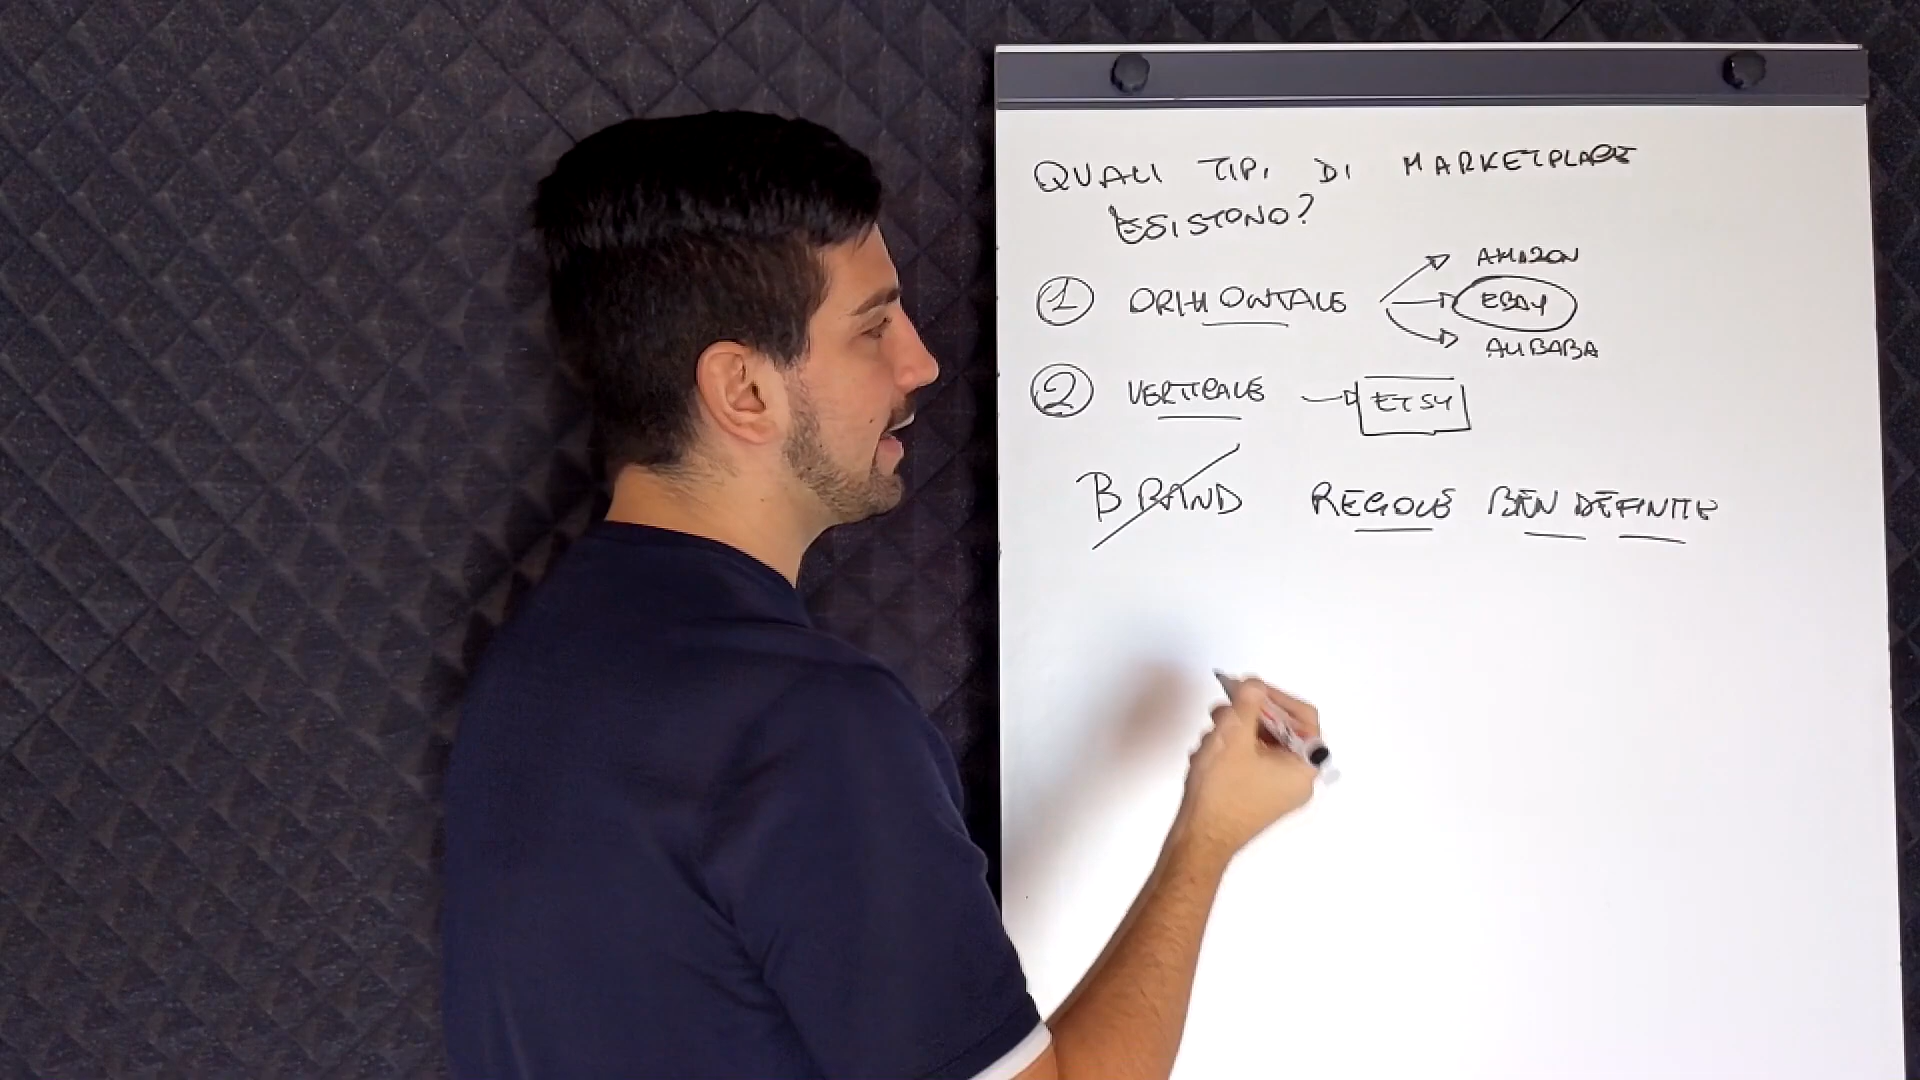 QUALI TIPI DI MARKETPLACE
ESISTONO?
AMAZON
1 ORIZZONTALE EBAY
ALIBABA
2 VERTICALE ETSY
BRAND REGOLE BEN DEFINITE